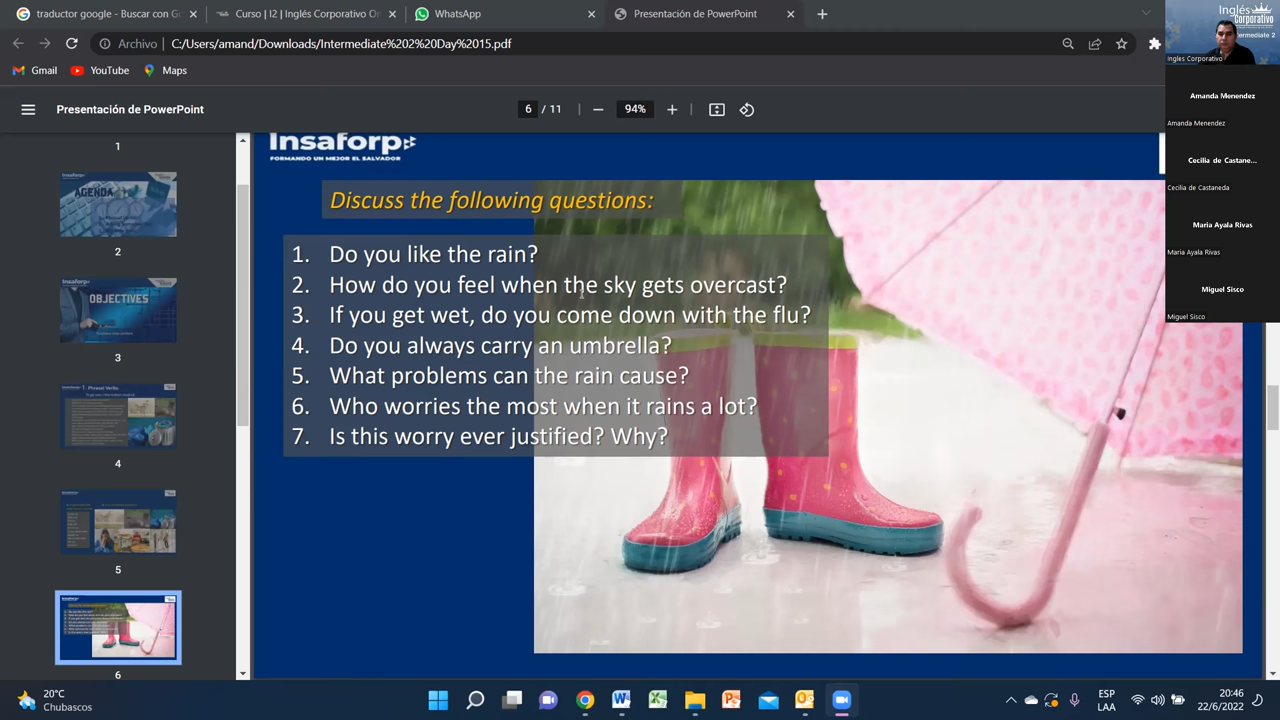 traductor google - Buscar con G
Curso | I2 | Inglés Corporativo On
WhatsApp
Presentación de PowerPoint
Archivo
C:/Users/amand/Downloads/Intermediate%202%20Day%2015.pdf
Gmail
YouTube
Maps
Presentación de PowerPoint
6 / 11
94%
1
AGENDA
2
Insaforp
OBJECTIVES
3
1. Phrasal Verbs
4
5
6
Insaforp
FORMANDO UN MEJOR EL SALVADOR
Discuss the following questions:
1. Do you like the rain?
2. How do you feel when the sky gets overcast?
3. If you get wet, do you come down with the flu?
4. Do you always carry an umbrella?
5. What problems can the rain cause?
6. Who worries the most when it rains a lot?
7. Is this worry ever justified? Why?
Inglés
Corporativo
Intermediate 2
Ingles Corporativo
Amanda Menendez
Amanda Menendez
Cecilia de Castane...
Cecilia de Castaneda
Maria Ayala Rivas
Maria Ayala Rivas
Miguel Sisco
Miguel Sisco
20°C
Chubascos
ESP
LAA
20:46
22/6/2022